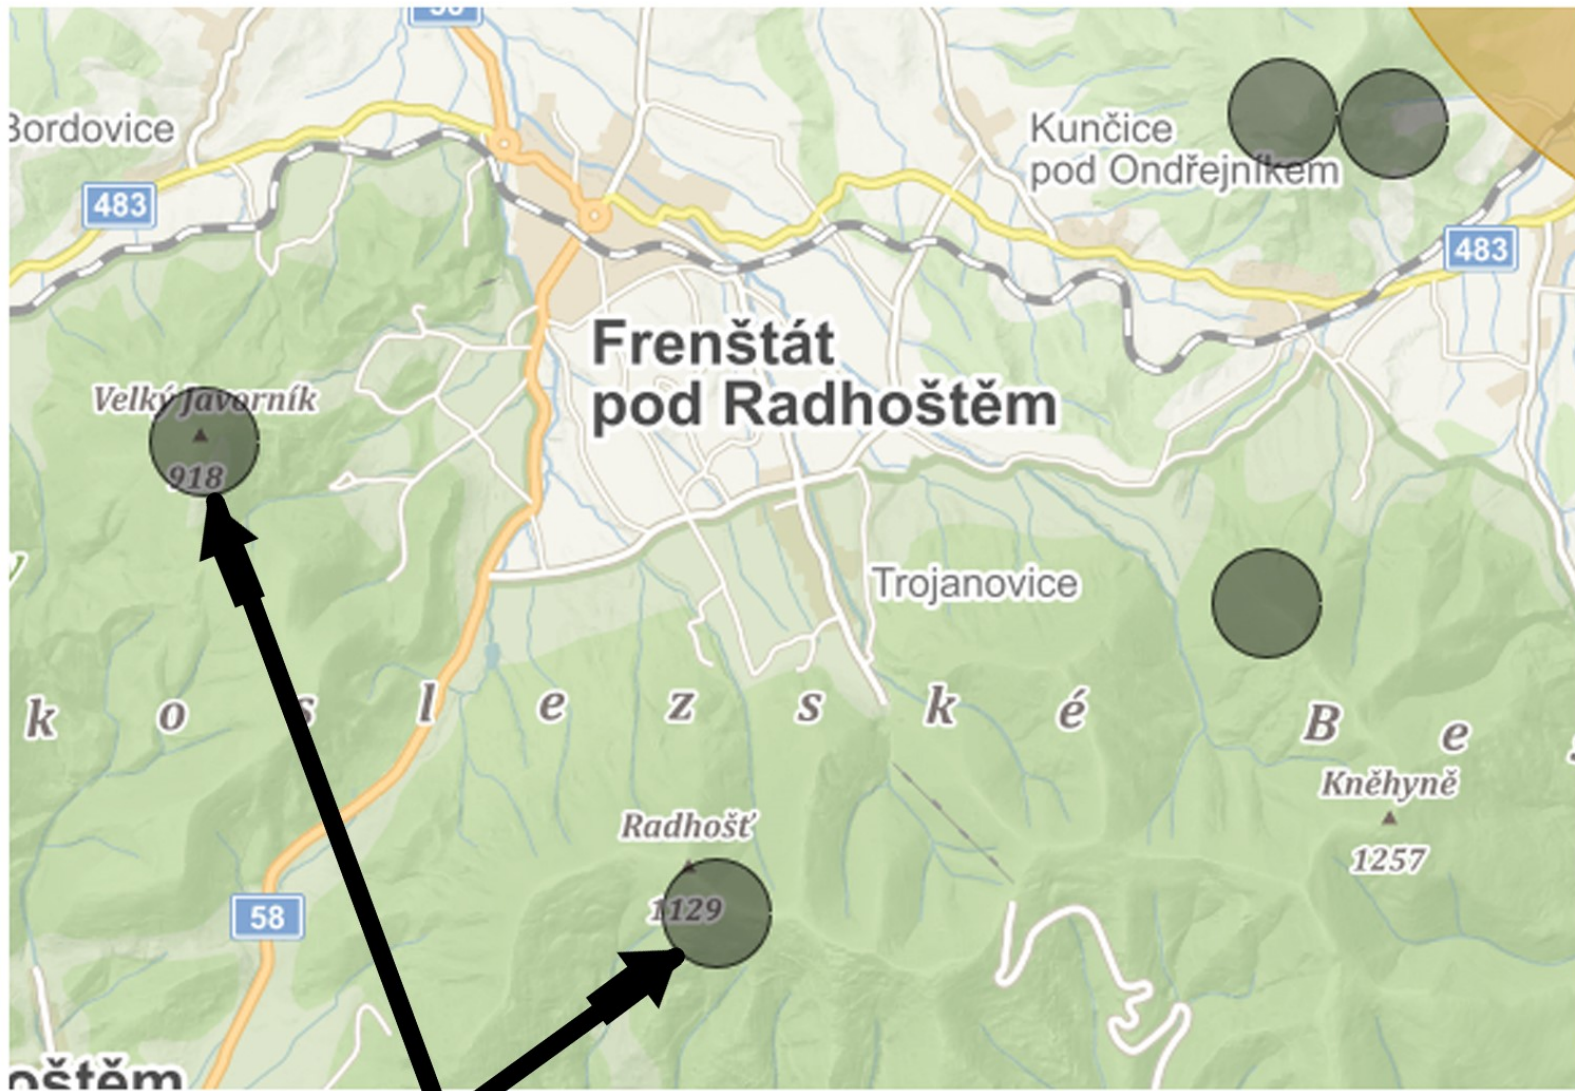 Bordovice
483
Kunčice
pod Ondřejníkem
483
Frenštát
pod Radhoštěm
Velký Javorník
918
Trojanovice
k o s l e z s k é B e
Kněhyně
1257
Radhošť
1129
58
oštěm